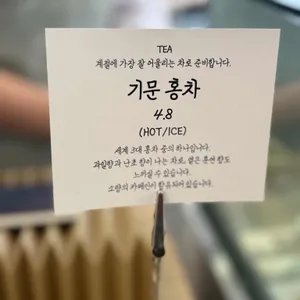 TEA
계절에 가장 잘 어울리는 차로 준비합니다.
기문 홍차
4.8
(HOT/ICE)
세계 3대 홍차 중의 하나입니다.
과일향과 난초 향이 나는 차로, 옅은 훈연 향도
느끼실 수 있습니다.
소량의 카페인이 함유되어 있습니다.